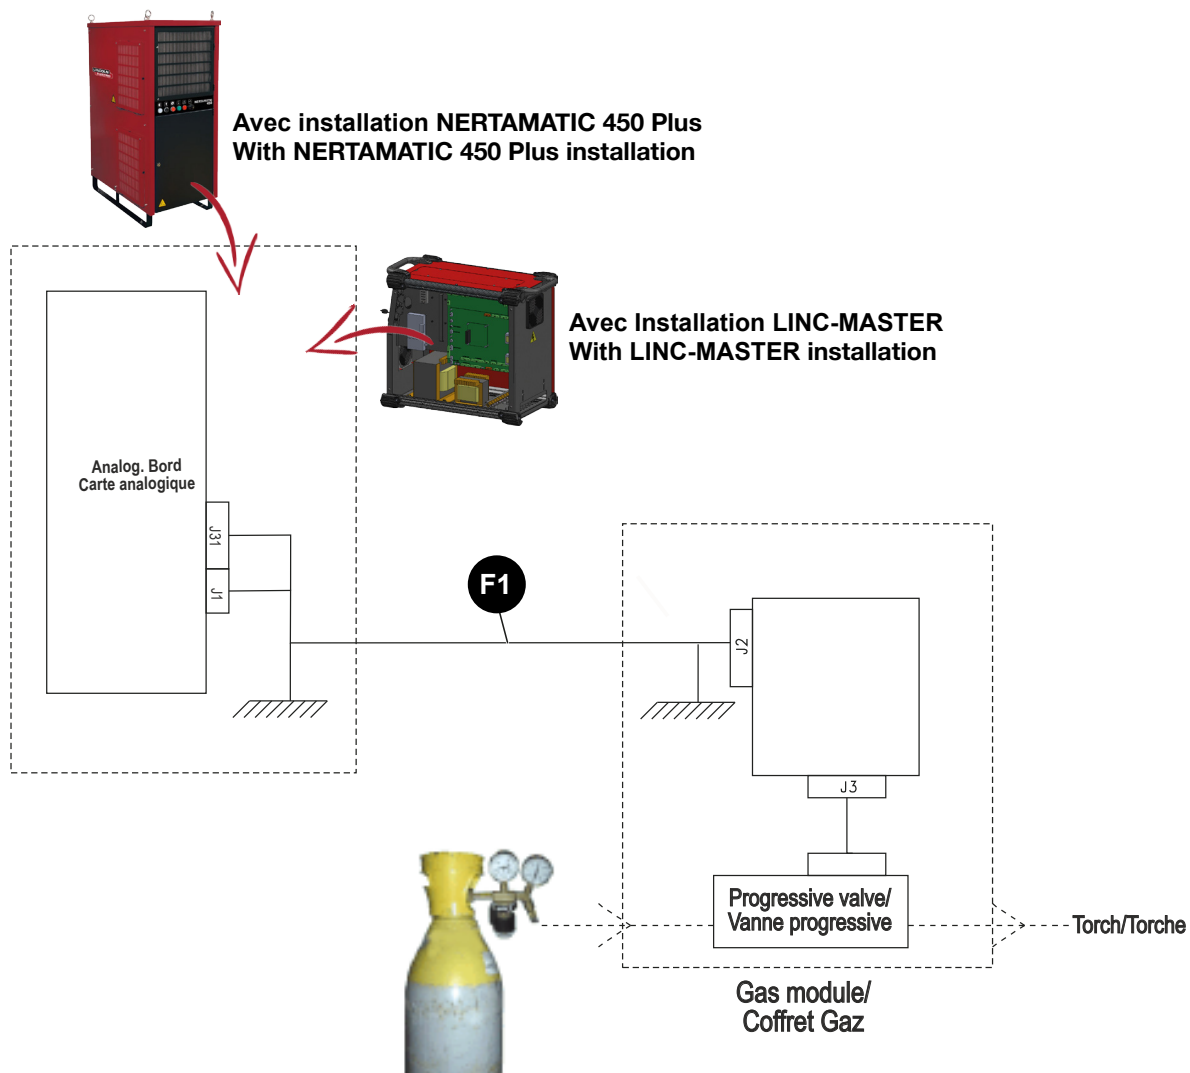 Avec installation NERTAMATIC 450 Plus
With NERTAMATIC 450 Plus installation
Avec Installation LINC-MASTER
With LINC-MASTER installation
Analog. Bord
Carte analogique
J31
J1
F1
J2
J3
Progressive valve/
Vanne progressive
Torch/Torche
Gas module/
Coffret Gaz